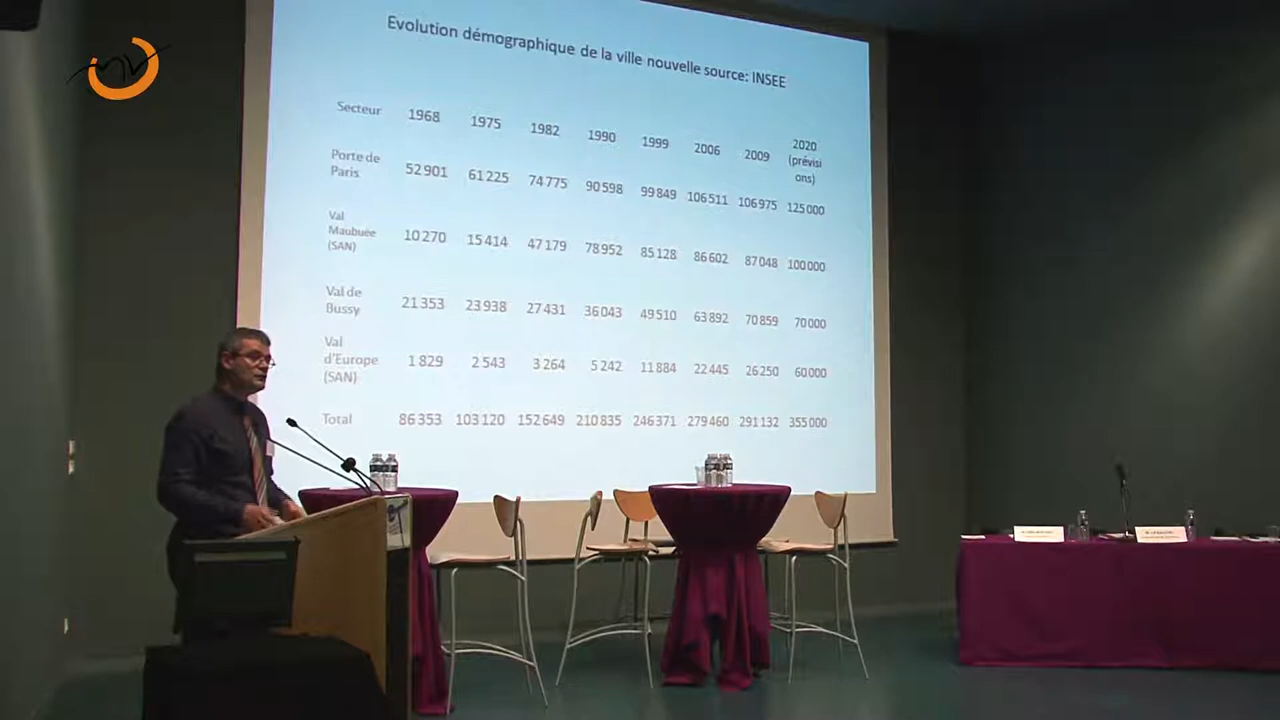 Evolution démographique de la ville nouvelle source: INSEE
Secteur 1968 1975 1982 1990 1999 2006 2009 2020 (prévisi ons)
Porte de Paris 52 901 61 225 74 775 90 598 99 849 106 511 106 975 125 000
Val Maubuée (SAN) 10 270 15 414 47 179 78 952 85 128 86 602 87 048 100 000
Val de Bussy 21 353 23 938 27 431 36 043 49 510 63 892 70 859 70 000
Val d'Europe (SAN) 1 829 2 543 3 264 5 242 11 884 22 445 26 250 60 000
Total 86 353 103 120 152 649 210 835 246 371 279 460 291 132 355 000